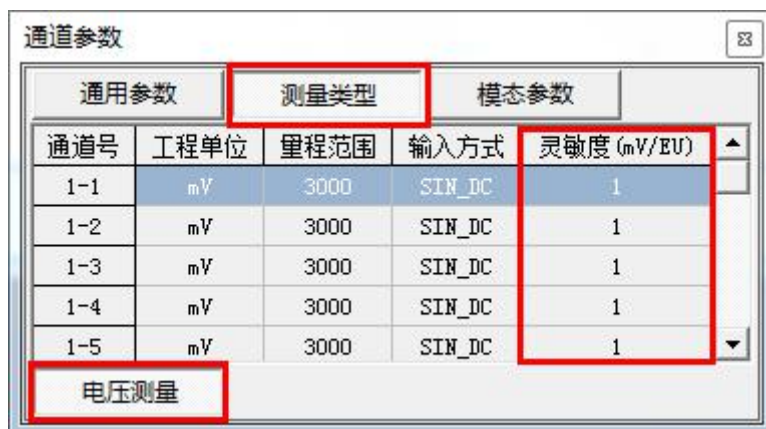 通道参数
通用参数 测量类型 模态参数
通道号 工程单位 量程范围 输入方式 灵敏度(mV/EU)
1-1 mV 3000 SIN_DC 1
1-2 mV 3000 SIN_DC 1
1-3 mV 3000 SIN_DC 1
1-4 mV 3000 SIN_DC 1
1-5 mV 3000 SIN_DC 1
电压测量